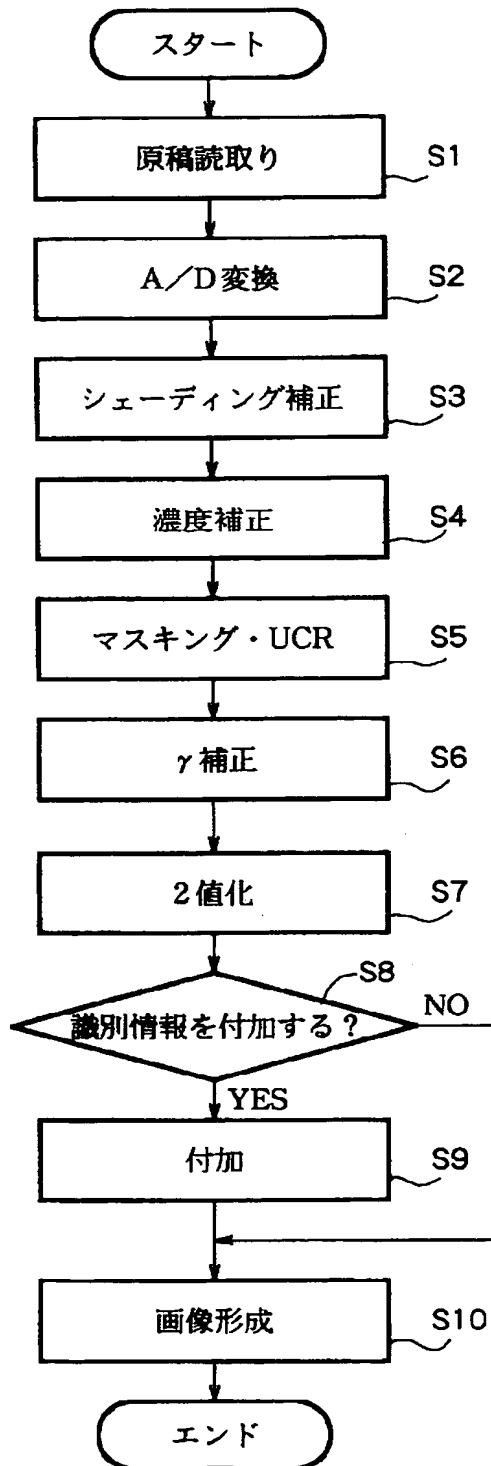 スタート
原稿読取り
S1
A／D変換
S2
シェーディング補正
S3
濃度補正
S4
マスキング・UCR
S5
γ補正
S6
2値化
S7
S8
識別情報を付加する？
NO
YES
付加
S9
画像形成
S10
エンド